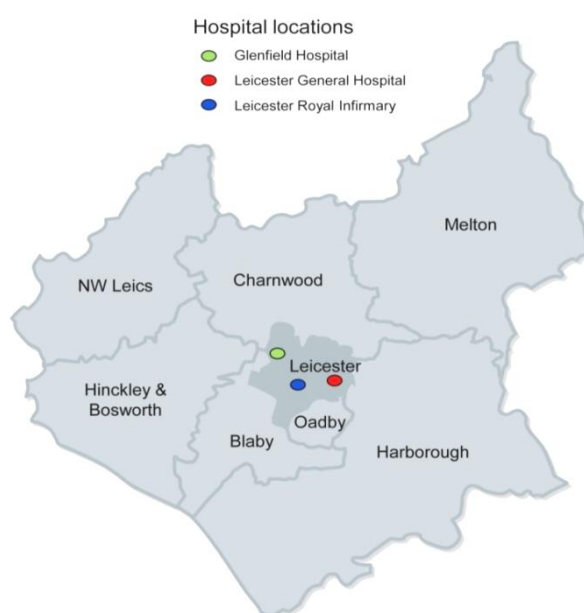 Hospital locations
Glenfield Hospital
Leicester General Hospital
Leicester Royal Infirmary
Melton
NW Leics
Charnwood
Leicester
Hinckley &
Bosworth
Oadby
Blaby
Harborough